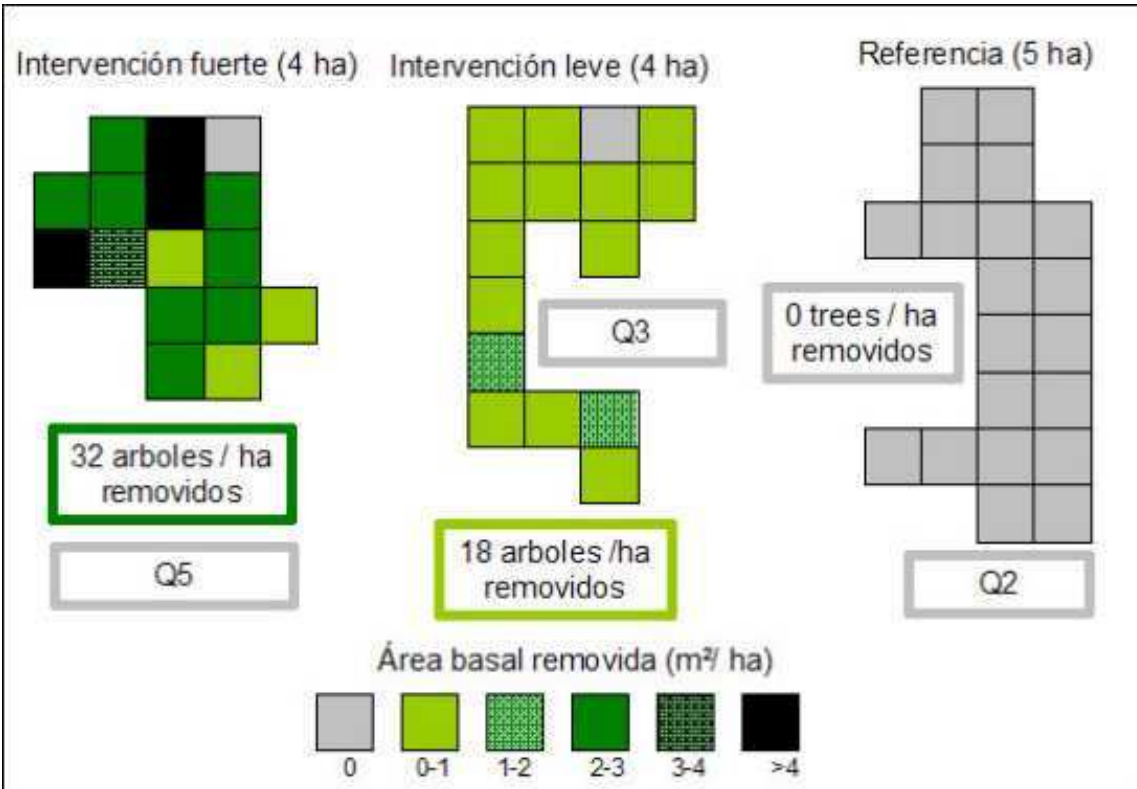 Intervención fuerte (4 ha)
Intervención leve (4 ha)
Referencia (5 ha)
Q3
0 trees / ha
removidos
32 arboles / ha
removidos
Q5
18 arboles /ha
removidos
Q2
Área basal removida (m²/ ha)
0
0-1
1-2
2-3
3-4
>4